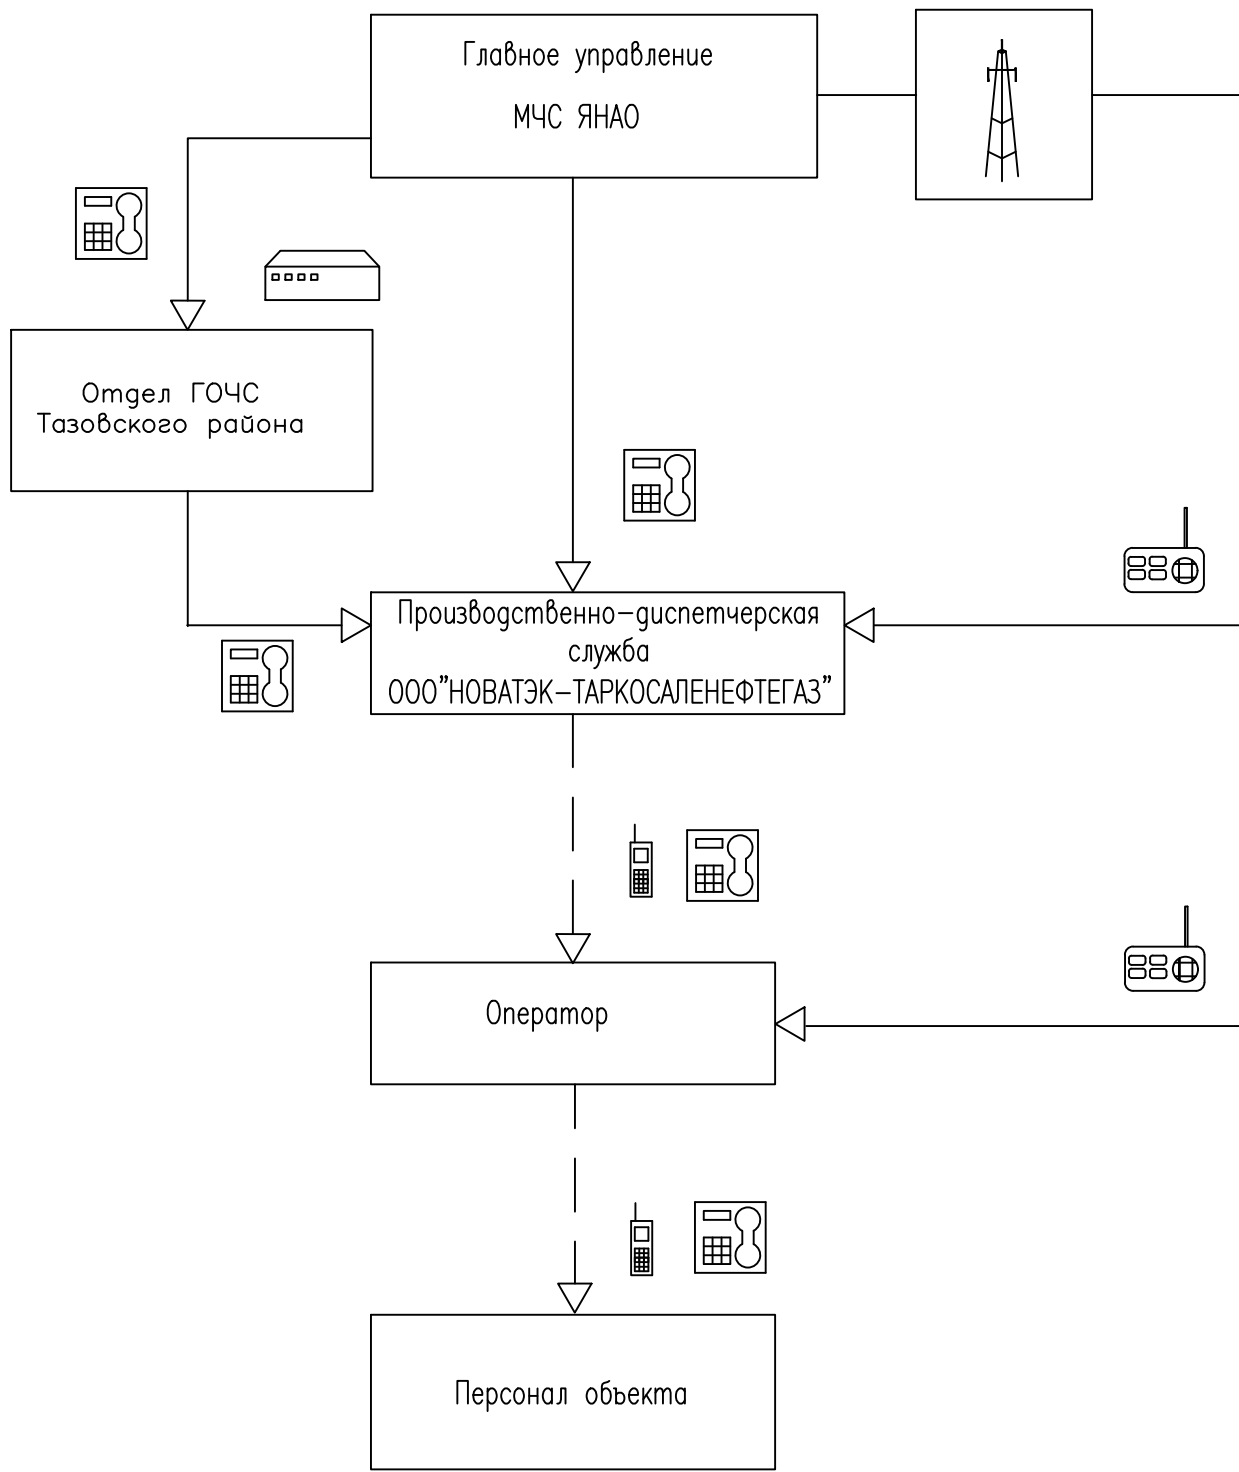 Главное управление
МЧС ЯНАО
Отдел ГОЧС
Тазовского района
Производственно-диспетчерская
служба
ООО"НОВАТЭК-ТАРКОСАЛЕНЕФТЕГАЗ"
Оператор
Персонал объекта